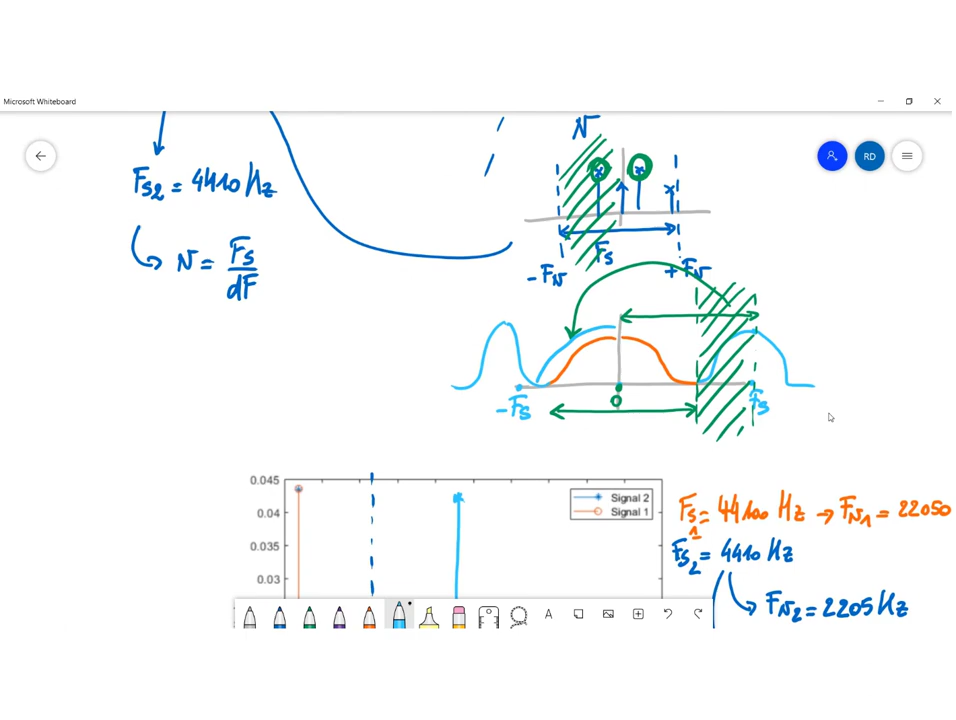 Microsoft Whiteboard
RD
N
Fs2 = 4410 Hz
N = Fs
dF
Fs
- FN
+ FN
-Fs
0
Fs
0.045
0.04
0.035
0.03
Signal 2
Signal 1
Fs1 = 44100 Hz → FN1 = 22050
Fs2 = 4410 Hz
FN2 = 2205 Hz
A